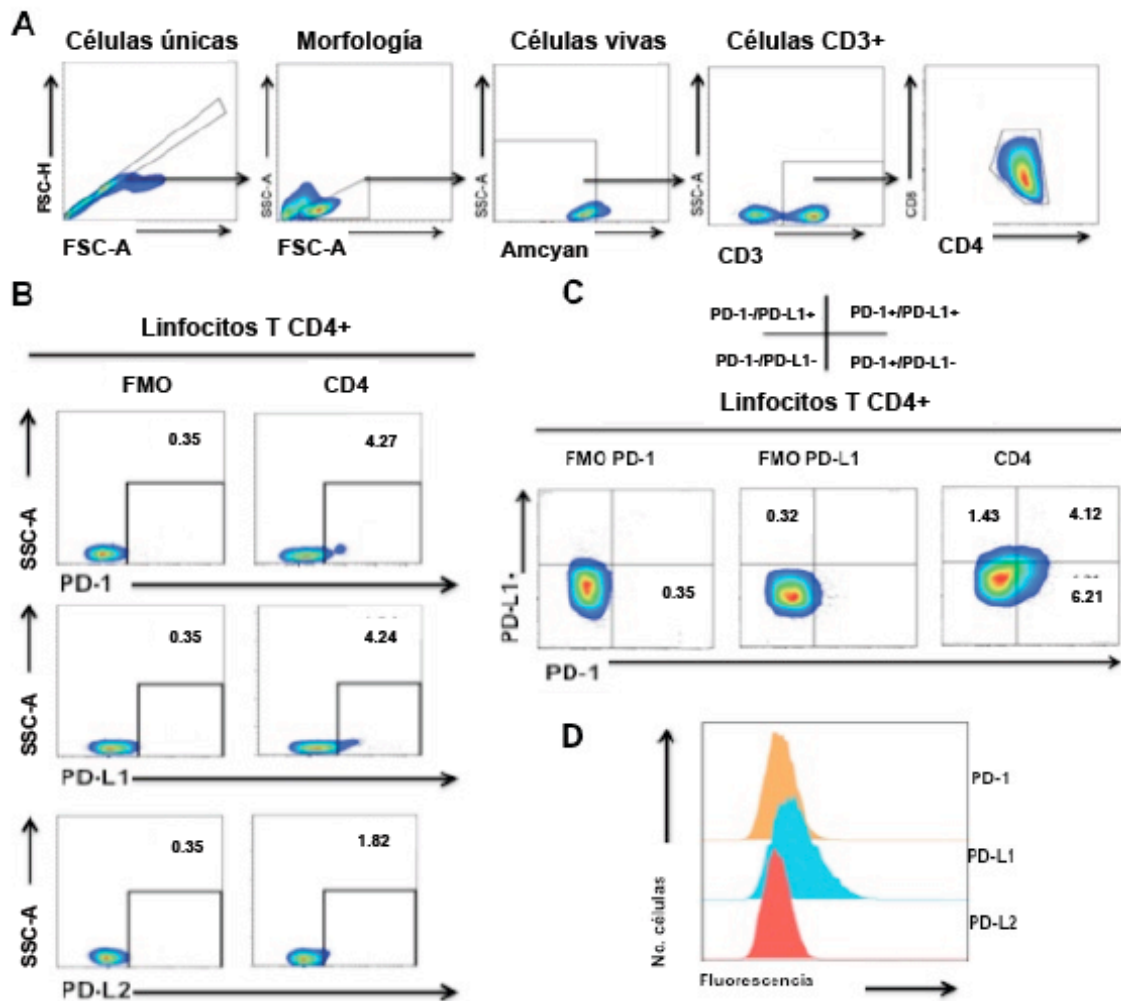 A
Células únicas
Morfología
Células vivas
Células CD3+
FSC-H
FSC-A
SSC-A
FSC-A
SSC-A
Amcyan
SSC-A
CD3
CD8
CD4
B
Linfocitos T CD4+
FMO
CD4
SSC-A
0.35
4.27
PD-1
SSC-A
0.35
4.24
PD-L1
SSC-A
0.35
1.82
PD-L2
C
PD-1-/PD-L1+
PD-1+/PD-L1+
PD-1-/PD-L1-
PD-1+/PD-L1-
Linfocitos T CD4+
FMO PD-1
FMO PD-L1
CD4
PD-L1
0.35
0.32
1.43
4.12
6.21
PD-1
D
No. células
PD-1
PD-L1
PD-L2
Fluorescencia